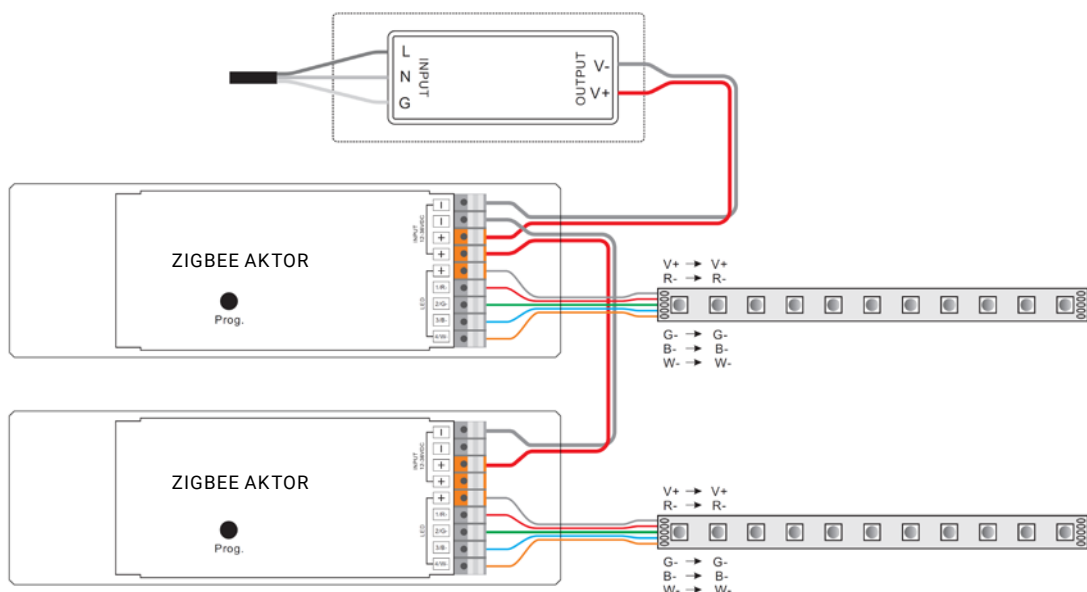 L
N
G
INPUT
OUTPUT
V-
V+
ZIGBEE AKTOR
Prog.
INPUT
12-36VDC
LED
−
−
+
+
+
1/R-
2/G-
3/B-
4/W-
V+ → V+
R- → R-
G- → G-
B- → B-
W- → W-
ZIGBEE AKTOR
Prog.
INPUT
12-36VDC
LED
−
−
+
+
+
1/R-
2/G-
3/B-
4/W-
V+ → V+
R- → R-
G- → G-
B- → B-
W- → W-